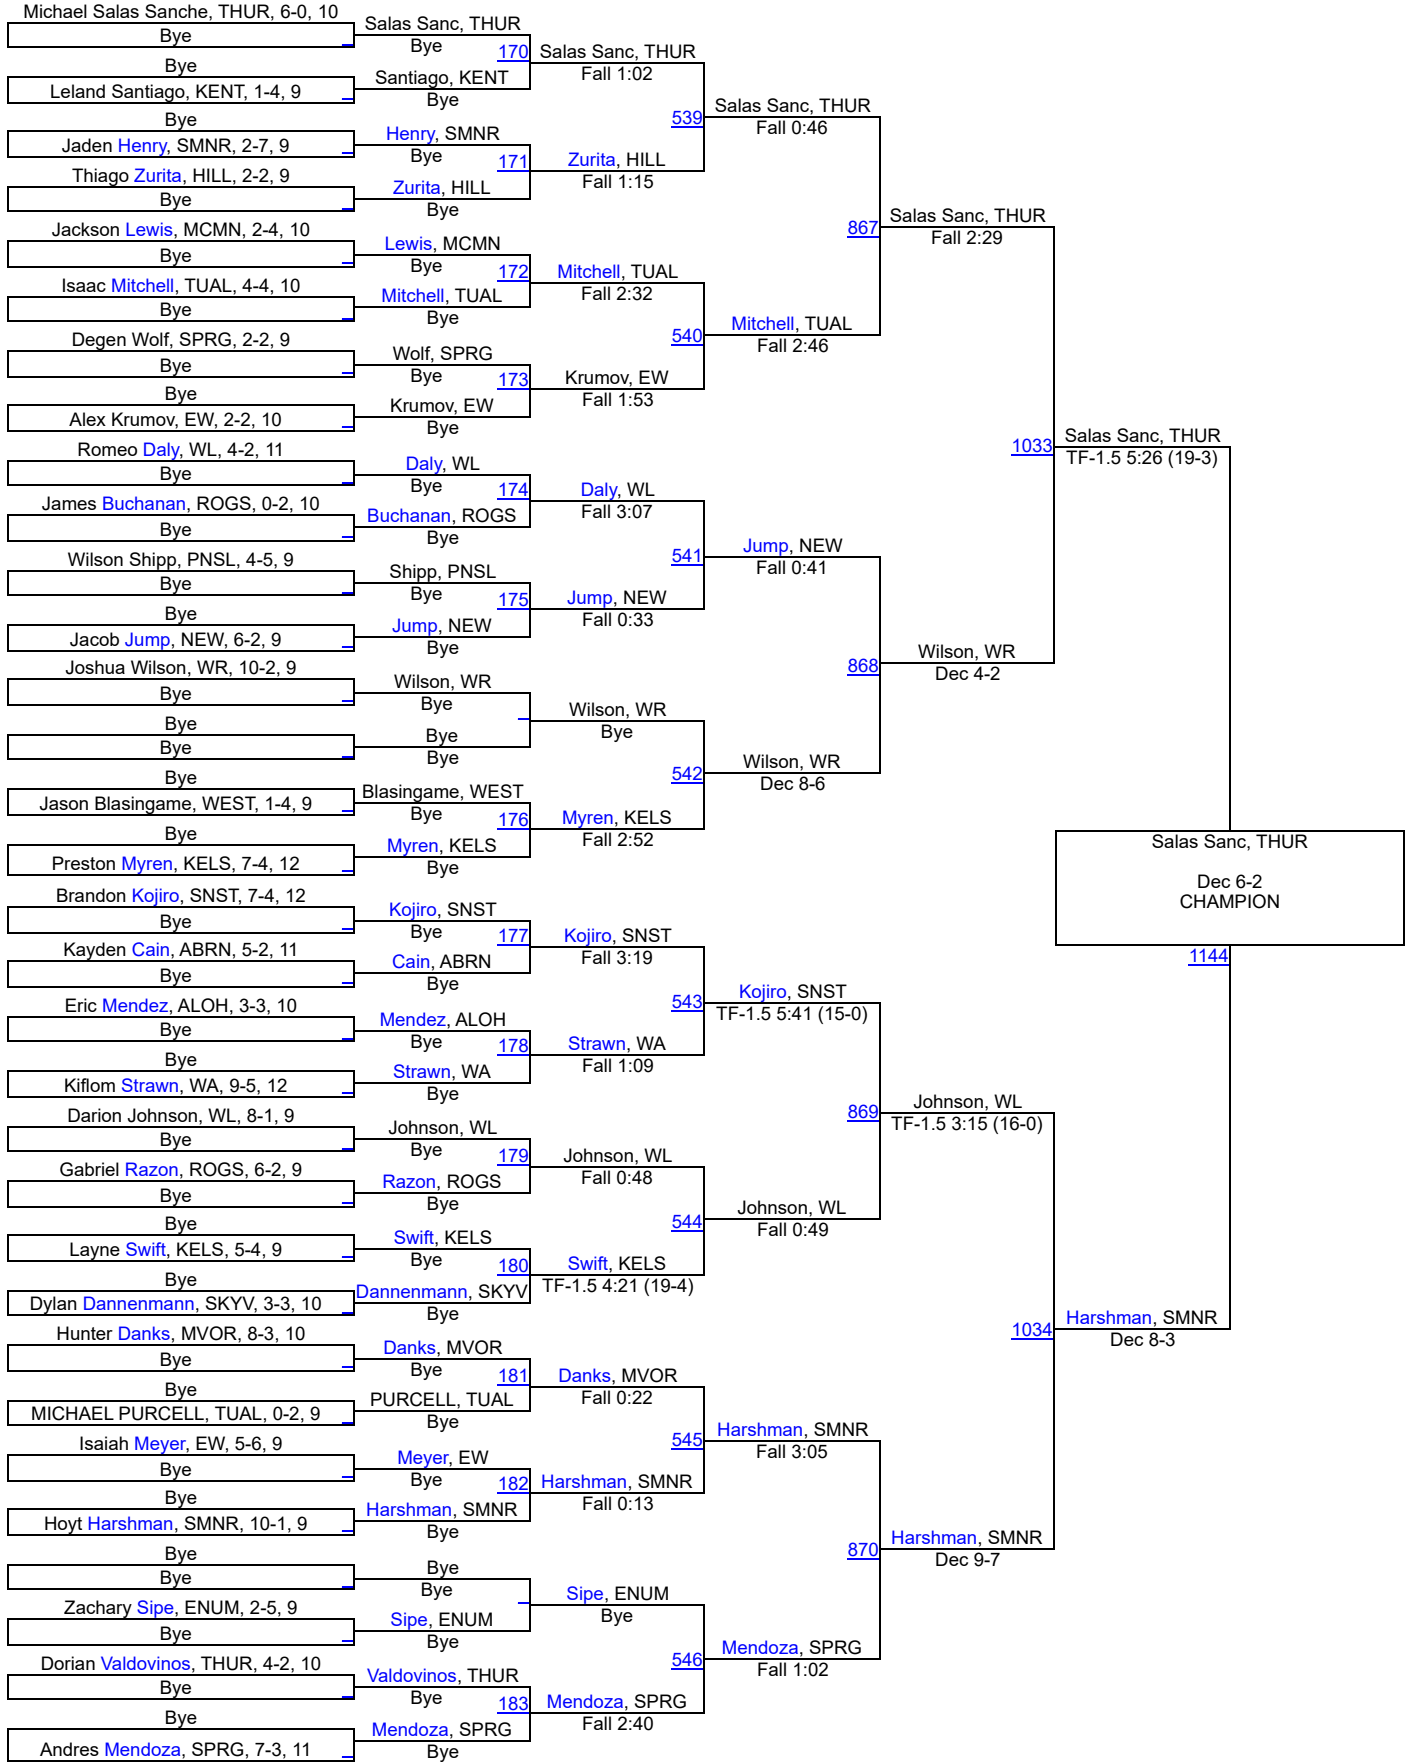 Michael Salas Sanche, THUR, 6-0, 10
Bye
Bye
Leland Santiago, KENT, 1-4, 9
Bye
Jaden Henry, SMNR, 2-7, 9
Thiago Zurita, HILL, 2-2, 9
Bye
Jackson Lewis, MCMN, 2-4, 10
Bye
Isaac Mitchell, TUAL, 4-4, 10
Bye
Degen Wolf, SPRG, 2-2, 9
Bye
Bye
Alex Krumov, EW, 2-2, 10
Romeo Daly, WL, 4-2, 11
Bye
James Buchanan, ROGS, 0-2, 10
Bye
Wilson Shipp, PNSL, 4-5, 9
Bye
Bye
Jacob Jump, NEW, 6-2, 9
Joshua Wilson, WR, 10-2, 9
Bye
Bye
Bye
Bye
Jason Blasingame, WEST, 1-4, 9
Bye
Preston Myren, KELS, 7-4, 12
Brandon Kojiro, SNST, 7-4, 12
Bye
Kayden Cain, ABRN, 5-2, 11
Bye
Eric Mendez, ALOH, 3-3, 10
Bye
Bye
Kiflom Strawn, WA, 9-5, 12
Darion Johnson, WL, 8-1, 9
Bye
Gabriel Razon, ROGS, 6-2, 9
Bye
Bye
Layne Swift, KELS, 5-4, 9
Bye
Dylan Dannenmann, SKYV, 3-3, 10
Hunter Danks, MVOR, 8-3, 10
Bye
Bye
MICHAEL PURCELL, TUAL, 0-2, 9
Isaiah Meyer, EW, 5-6, 9
Bye
Bye
Hoyt Harshman, SMNR, 10-1, 9
Bye
Bye
Zachary Sipe, ENUM, 2-5, 9
Bye
Dorian Valdovinos, THUR, 4-2, 10
Bye
Bye
Andres Mendoza, SPRG, 7-3, 11
Salas Sanc, THUR
Bye
170
Santiago, KENT
Bye
Henry, SMNR
Bye
171
Zurita, HILL
Bye
Lewis, MCMN
Bye
172
Mitchell, TUAL
Bye
Wolf, SPRG
Bye
173
Krumov, EW
Bye
Daly, WL
Bye
174
Buchanan, ROGS
Bye
Shipp, PNSL
Bye
175
Jump, NEW
Bye
Wilson, WR
Bye
Bye
Bye
Blasingame, WEST
Bye
176
Myren, KELS
Bye
Kojiro, SNST
Bye
177
Cain, ABRN
Bye
Mendez, ALOH
Bye
178
Strawn, WA
Bye
Johnson, WL
Bye
179
Razon, ROGS
Bye
Swift, KELS
Bye
180
Dannenmann, SKYV
Bye
Danks, MVOR
Bye
181
PURCELL, TUAL
Bye
Meyer, EW
Bye
182
Harshman, SMNR
Bye
Bye
Bye
Sipe, ENUM
Bye
Valdovinos, THUR
Bye
183
Mendoza, SPRG
Bye
Salas Sanc, THUR
Fall 1:02
539
Zurita, HILL
Fall 1:15
Mitchell, TUAL
Fall 2:32
540
Krumov, EW
Fall 1:53
Daly, WL
Fall 3:07
541
Jump, NEW
Fall 0:33
Wilson, WR
Bye
542
Myren, KELS
Fall 2:52
Kojiro, SNST
Fall 3:19
543
Strawn, WA
Fall 1:09
Johnson, WL
Fall 0:48
544
Swift, KELS
TF-1.5 4:21 (19-4)
Danks, MVOR
Fall 0:22
545
Harshman, SMNR
Fall 0:13
Sipe, ENUM
Bye
546
Mendoza, SPRG
Fall 2:40
Salas Sanc, THUR
Fall 0:46
867
Mitchell, TUAL
Fall 2:46
Jump, NEW
Fall 0:41
868
Wilson, WR
Dec 8-6
Kojiro, SNST
TF-1.5 5:41 (15-0)
869
Johnson, WL
Fall 0:49
Harshman, SMNR
Fall 3:05
870
Mendoza, SPRG
Fall 1:02
Salas Sanc, THUR
Fall 2:29
1033
Wilson, WR
Dec 4-2
Johnson, WL
TF-1.5 3:15 (16-0)
1034
Harshman, SMNR
Dec 9-7
Salas Sanc, THUR
TF-1.5 5:26 (19-3)
Salas Sanc, THUR
Dec 6-2
CHAMPION
1144
Harshman, SMNR
Dec 8-3